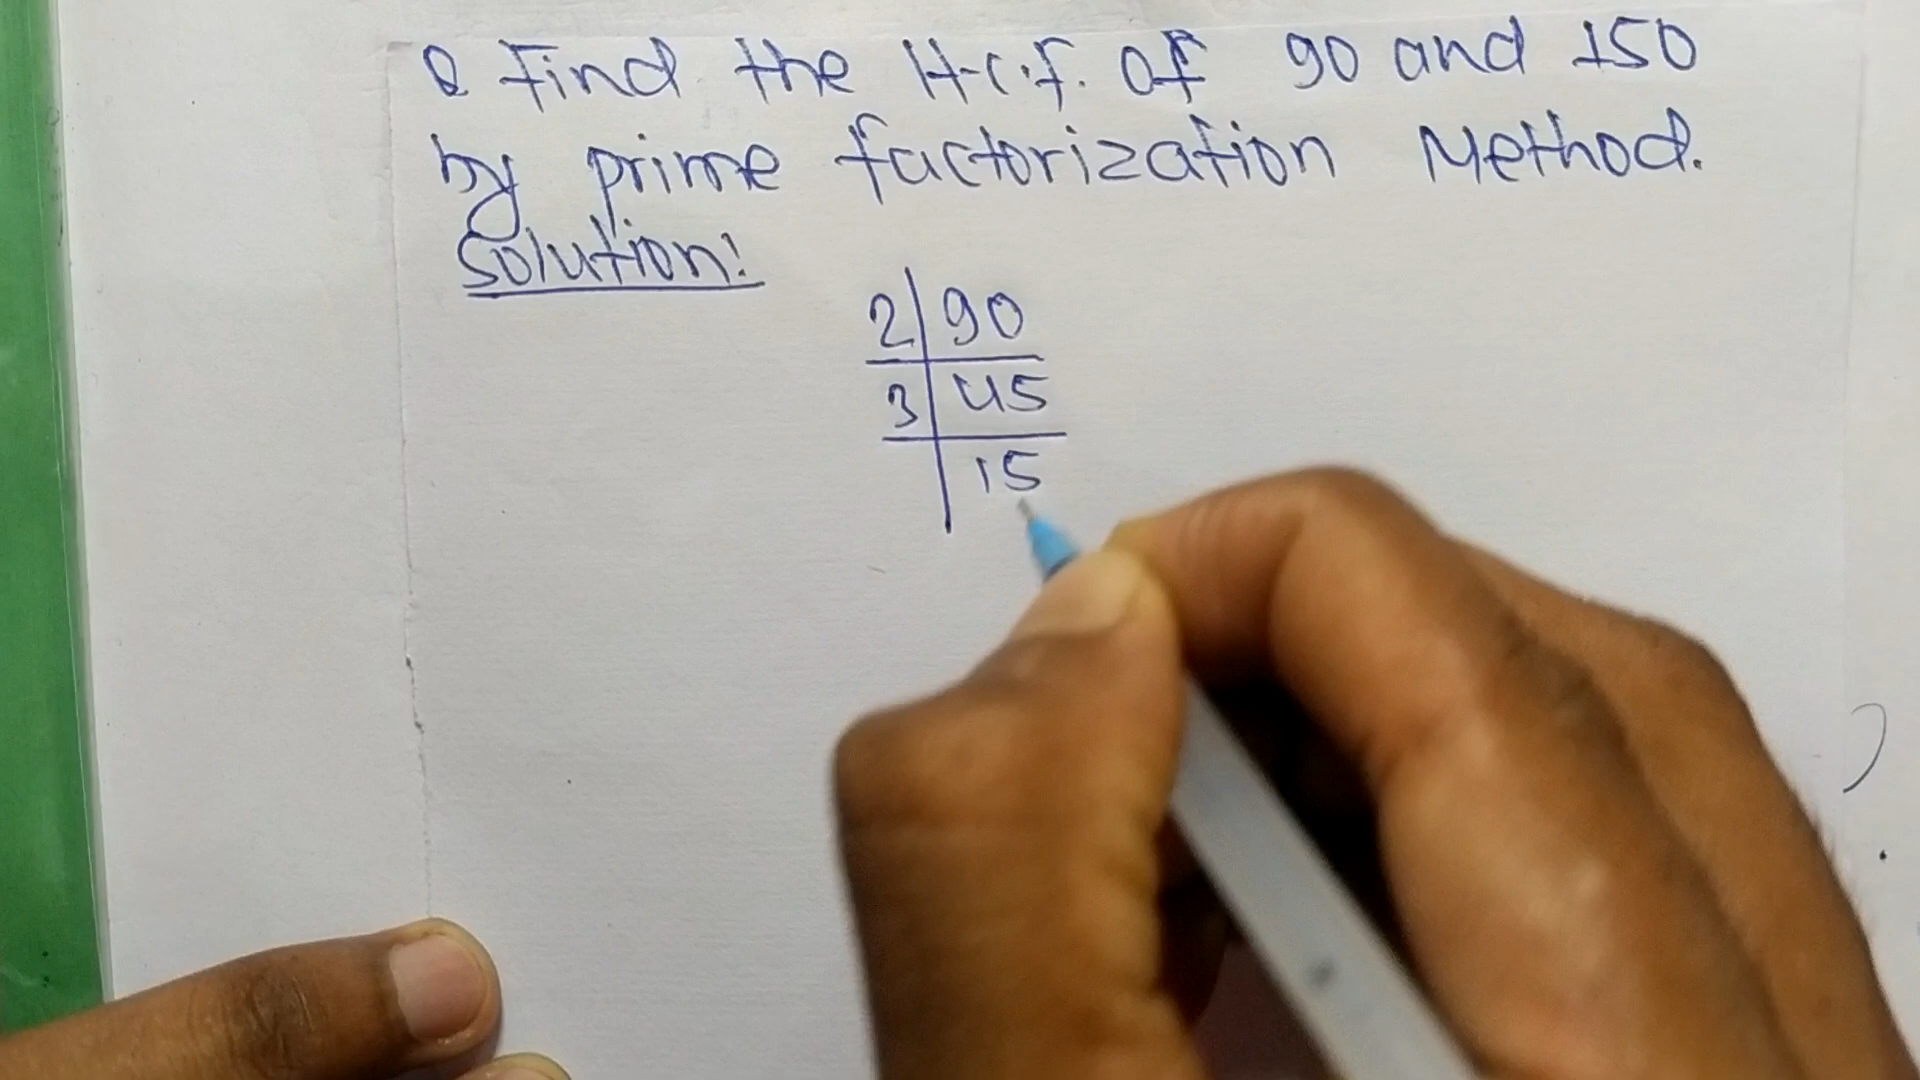 Q Find the H.C.f. of 90 and 150
by prime factorization Method.
Solution:
2 | 90
3 | 45
| 15